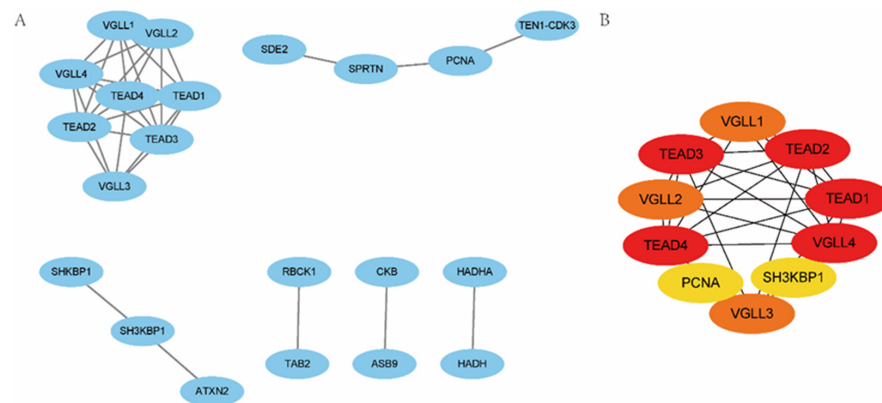 A
VGLL1
VGLL2
VGLL4
TEAD4
TEAD1
TEAD2
TEAD3
VGLL3
SDE2
SPRTN
PCNA
TEN1-CDK3
SHKBP1
SH3KBP1
ATXN2
RBCK1
TAB2
CKB
ASB9
HADHA
HADH
B
VGLL1
TEAD3
TEAD2
VGLL2
TEAD1
TEAD4
VGLL4
PCNA
SH3KBP1
VGLL3